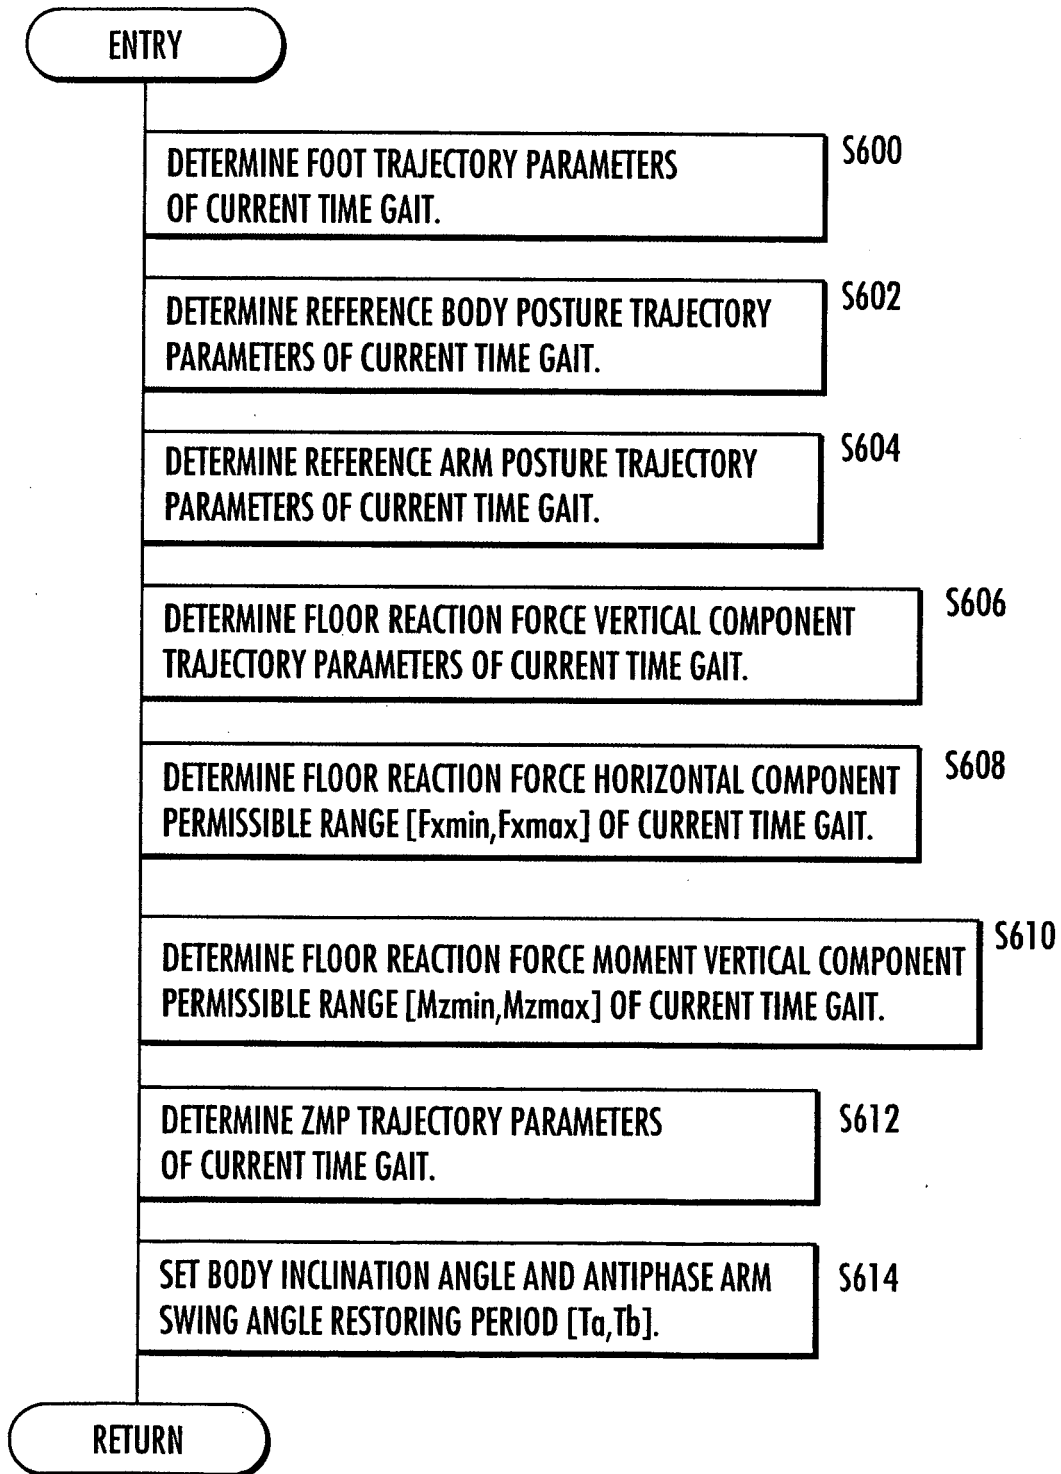 ENTRY
S600
DETERMINE FOOT TRAJECTORY PARAMETERS
OF CURRENT TIME GAIT.
S602
DETERMINE REFERENCE BODY POSTURE TRAJECTORY
PARAMETERS OF CURRENT TIME GAIT.
S604
DETERMINE REFERENCE ARM POSTURE TRAJECTORY
PARAMETERS OF CURRENT TIME GAIT.
S606
DETERMINE FLOOR REACTION FORCE VERTICAL COMPONENT
TRAJECTORY PARAMETERS OF CURRENT TIME GAIT.
S608
DETERMINE FLOOR REACTION FORCE HORIZONTAL COMPONENT
PERMISSIBLE RANGE [Fxmin,Fxmax] OF CURRENT TIME GAIT.
S610
DETERMINE FLOOR REACTION FORCE MOMENT VERTICAL COMPONENT
PERMISSIBLE RANGE [Mzmin,Mzmax] OF CURRENT TIME GAIT.
S612
DETERMINE ZMP TRAJECTORY PARAMETERS
OF CURRENT TIME GAIT.
S614
SET BODY INCLINATION ANGLE AND ANTIPHASE ARM
SWING ANGLE RESTORING PERIOD [Ta,Tb].
RETURN